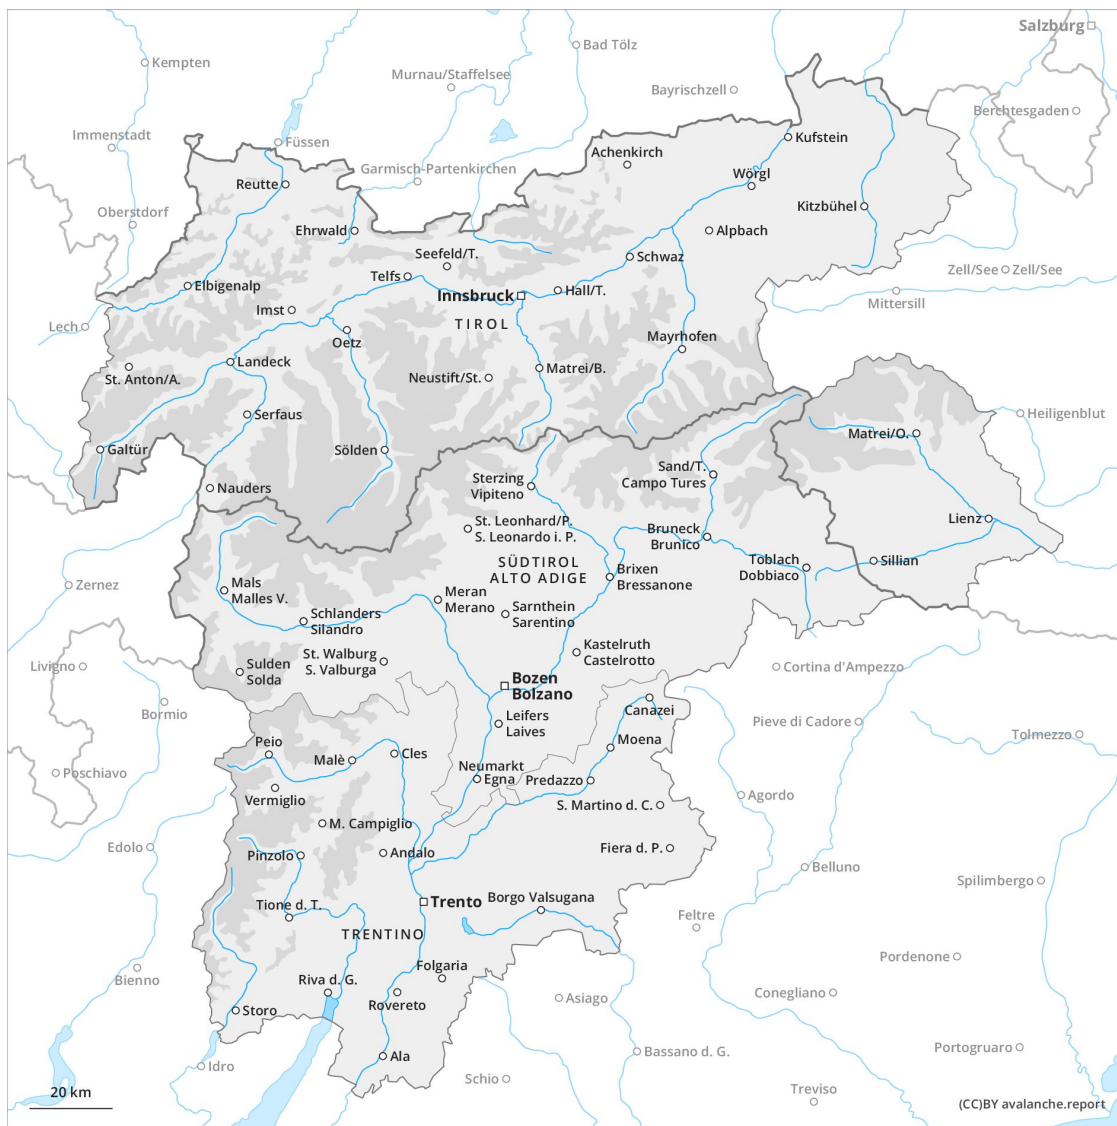 Salzburg
Bad Tölz
Kempten
Murnau/Staffelsee
Bayrischzell
Berchtesgaden
Immenstadt
Füssen
Kufstein
Achenkirch
Garmisch-Partenkirchen
Wörgl
Reutte
Oberstdorf
Kitzbühel
Ehrwald
Alpbach
Seefeld/T.
Schwaz
Zell/See
Zell/See
Telfs
Elbigenalp
Hall/T.
Innsbruck
Mittersill
Imst
TIROL
Lech
Oetz
Mayrhofen
Landeck
Matrei/B.
St. Anton/A.
Neustift/St.
Serfaus
Heiligenblut
Matrei/O.
Galtür
Sölden
Sterzing
Vipiteno
Sand/T.
Campo Tures
Nauders
St. Leonhard/P.
S. Leonardo i. P.
Lienz
Bruneck
Brunico
SÜDTIROL
ALTO ADIGE
Toblach
Dobbiaco
Sillian
Brixen
Bressanone
Zernez
Mals
Malles V.
Meran
Merano
Schlanders
Silandro
Sarnthein
Sarentino
St. Walburg
S. Valburga
Kastelruth
Castelrotto
Livigno
Sulden
Solda
Cortina d'Ampezzo
Bozen
Bolzano
Bormio
Canazei
Leifers
Laives
Pieve di Cadore
Tolmezzo
Peio
Moena
Malè
Cles
Poschiavo
Neumarkt
Egna
Predazzo
Vermiglio
Agordo
S. Martino d. C.
M. Campiglio
Edolo
Pinzolo
Andalo
Fiera d. P.
Belluno
Spilimbergo
Tione d. T.
Trento
Borgo Valsugana
Feltre
TRENTINO
Pordenone
Bienno
Folgaria
Riva d. G.
Rovereto
Conegliano
Asiago
Storo
Portogruaro
Ala
Bassano d. G.
Idro
Schio
20 km
Treviso
(CC)BY avalanche.report